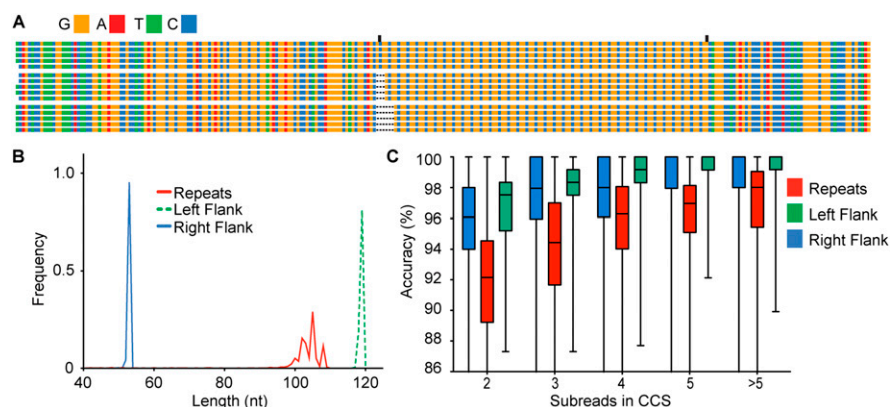 A
G A T C
B
1.0
0.5
0
Frequency
Repeats
Left Flank
Right Flank
40 60 80 100 120
Length (nt)
C
100
98
96
94
92
90
88
86
Accuracy (%)
2 3 4 5 >5
Subreads in CCS
Repeats
Left Flank
Right Flank